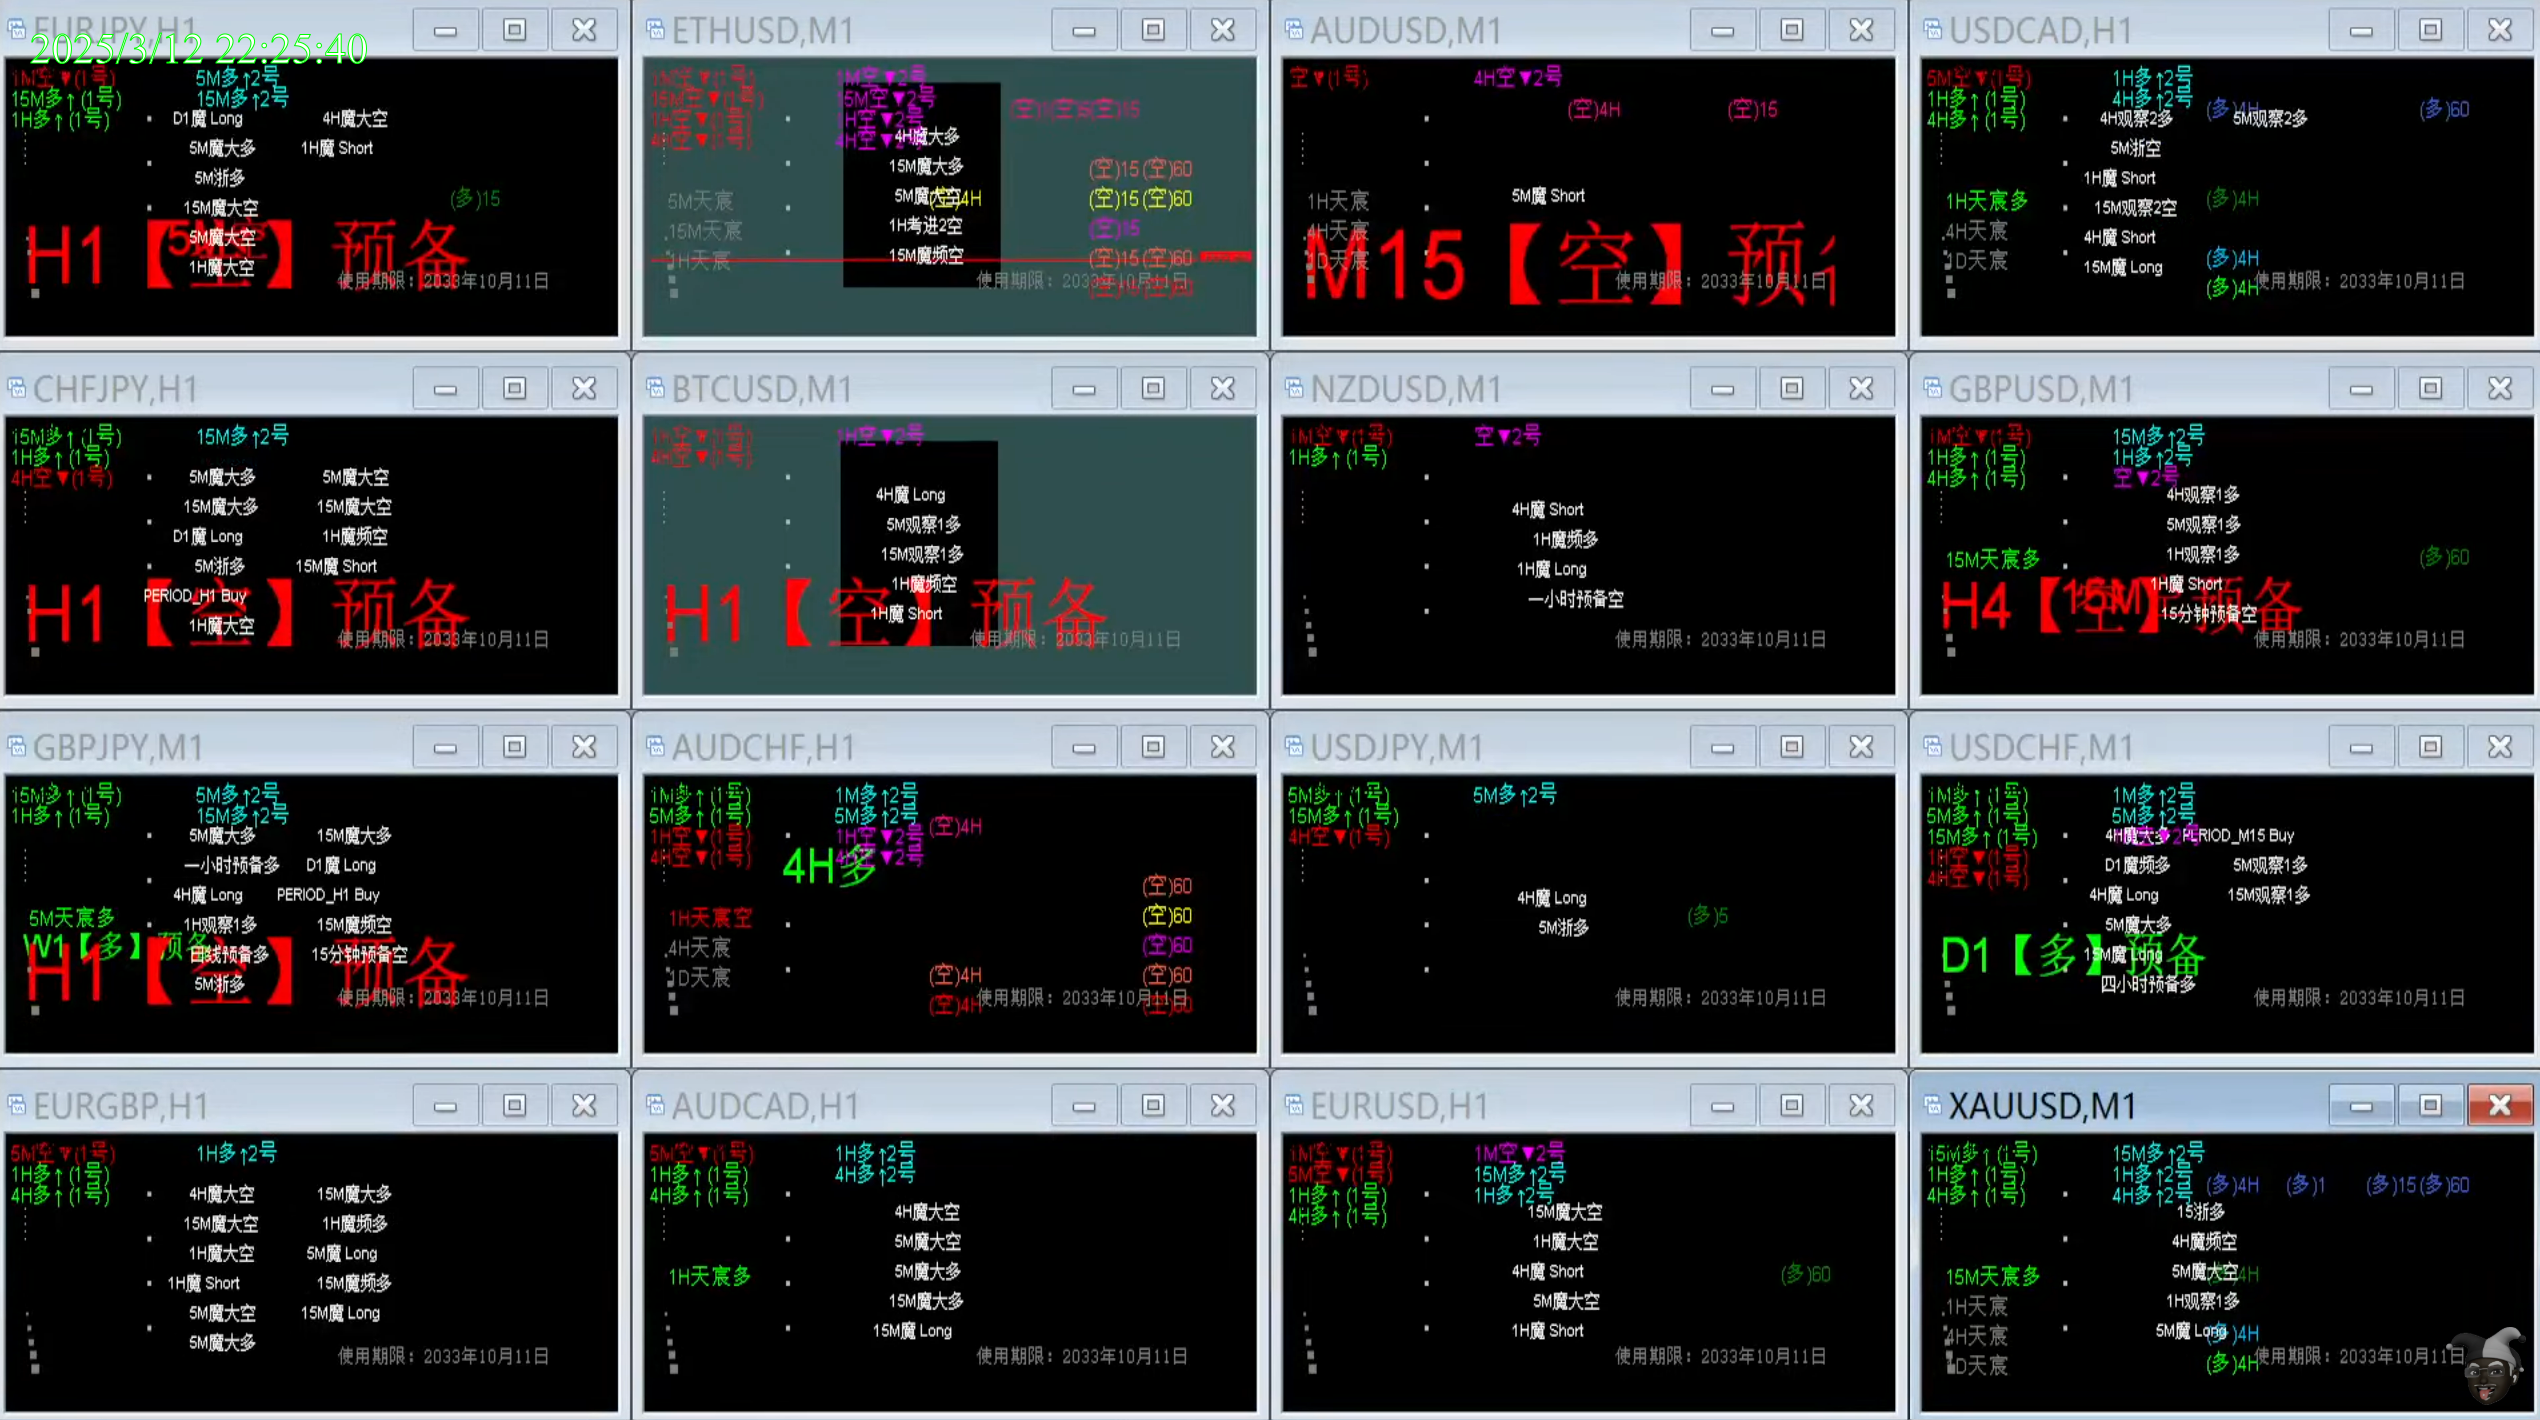 EURJPY,H1
2025/3/12 22:25:40
1M空▼(1号) 5M多↑2号
15M多↑(1号) 15M多↑2号
1H多↑(1号)
D1魔 Long 4H魔大空
5M魔大多 1H魔 Short
5M浙多
(多)15
15M魔大空
5M魔大空
H1【空】预备
1H魔大空
使用期限：2033年10月11日
ETHUSD,M1
1M空▼(1号) 1M空▼2号
15M空▼(1号) 15M空▼2号
1H空▼(1号) 1H空▼2号
4H空▼(1号) 4H空▼2号
4H魔大多
15M魔大多
(空)15(空)60
5M天宸
5M魔大空
(空)4H
(空)15(空)60
15M天宸
1H考进2空
(空)15
1H天宸
15M魔频空
(空)15(空)60
使用期限：2033年10月11日
AUDUSD,M1
空▼(1号) 4H空▼2号
(空)4H (空)15
1H天宸
5M魔 Short
4H天宸
1D天宸
M15【空】预
使用期限：2033年10月11日
USDCAD,H1
5M空▼(1号) 1H多↑2号
1H多↑(1号) 4H多↑2号
4H多↑(1号)
(多)4H (多)60
4H观察2多 5M观察2多
5M浙空
1H魔 Short
1H天宸多
15M观察2空
(多)4H
4H天宸
4H魔 Short
1D天宸
15M魔 Long
(多)4H
(多)4H
使用期限：2033年10月11日
CHFJPY,H1
15M多↑(1号) 15M多↑2号
1H多↑(1号)
4H空▼(1号)
5M魔大多 5M魔大空
15M魔大多 15M魔大空
D1魔 Long 1H魔频空
5M浙多 15M魔 Short
PERIOD_H1 Buy
1H魔大空
H1【空】预备
使用期限：2033年10月11日
BTCUSD,M1
1H空▼(1号) 1H空▼2号
4H空▼(1号)
4H魔 Long
5M观察1多
15M观察1多
1H魔频空
1H魔 Short
H1【空】预备
使用期限：2033年10月11日
NZDUSD,M1
1M空▼(1号) 空▼2号
1H多↑(1号)
4H魔 Short
1H魔频多
1H魔 Long
一小时预备空
使用期限：2033年10月11日
GBPUSD,M1
1M空▼(1号) 15M多↑2号
1H多↑(1号) 1H多↑2号
4H多↑(1号) 空▼2号
4H观察1多
5M观察1多
15M天宸多
1H观察1多
(多)60
1H魔 Short
15分钟预备空
H4【空】预备
使用期限：2033年10月11日
GBPJPY,M1
15M多↑(1号) 5M多↑2号
1H多↑(1号) 15M多↑2号
5M魔大多 15M魔大多
一小时预备多 D1魔 Long
4H魔 Long PERIOD_H1 Buy
5M天宸多
1H观察1多 15M魔频空
W1【多】预备
日线预备多 15分钟预备空
H1【空】预备
5M浙多
使用期限：2033年10月11日
AUDCHF,H1
1M多↑(1号) 1M多↑2号
5M多↑(1号) 5M多↑2号
1H空▼(1号) 1H空▼2号
4H空▼(1号) 4H空▼2号
(空)4H
4H多
(空)60
1H天宸空
(空)60
4H天宸
(空)60
1D天宸
(空)4H (空)60
(空)4H (空)60
使用期限：2033年10月11日
USDJPY,M1
5M多↑(1号) 5M多↑2号
15M多↑(1号)
4H空▼(1号)
4H魔 Long
(多)5
5M浙多
使用期限：2033年10月11日
USDCHF,M1
1M多↑(1号) 1M多↑2号
5M多↑(1号) 5M多↑2号
15M多↑(1号)
1H空▼(1号)
4H空▼(1号)
4H魔大多 PERIOD_M15 Buy
D1魔频多 5M观察1多
4H魔 Long 15M观察1多
5M魔大多
15M魔 Long
D1【多】预备
四小时预备多
使用期限：2033年10月11日
EURGBP,H1
5M空▼(1号) 1H多↑2号
1H多↑(1号)
4H多↑(1号)
4H魔大空 15M魔大多
15M魔大空 1H魔频多
1H魔大空 5M魔 Long
1H魔 Short 15M魔频多
5M魔大空 15M魔 Long
5M魔大多
使用期限：2033年10月11日
AUDCAD,H1
5M空▼(1号) 1H多↑2号
1H多↑(1号) 4H多↑2号
4H多↑(1号)
4H魔大空
5M魔大空
1H天宸多
5M魔大多
15M魔大多
15M魔 Long
使用期限：2033年10月11日
EURUSD,H1
1M空▼(1号) 1M空▼2号
5M空▼(1号) 15M多↑2号
1H多↑(1号) 1H多↑2号
4H多↑(1号)
15M魔大空
1H魔大空
4H魔 Short
(多)60
5M魔大空
1H魔 Short
使用期限：2033年10月11日
XAUUSD,M1
15M多↑(1号) 15M多↑2号
1H多↑(1号) 1H多↑2号
4H多↑(1号) 4H多↑2号
(多)4H (多)1 (多)15(多)60
15浙多
4H魔频空
15M天宸多
5M魔大空
1H天宸
1H观察1多
4H天宸
5M魔 Long
(多)4H
1D天宸
(多)4H
使用期限：2033年10月11日